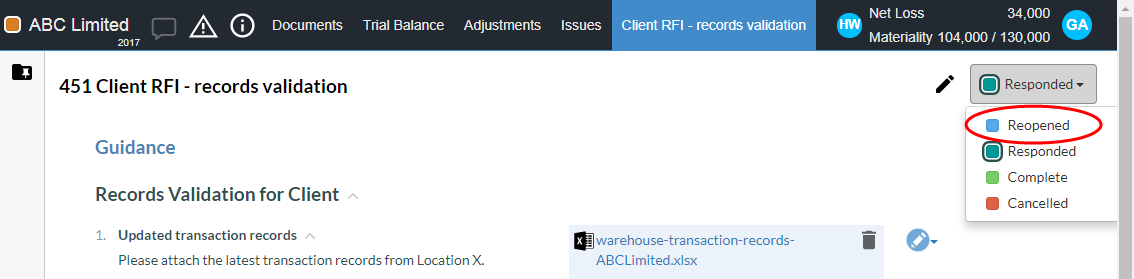 ABC Limited
2017
Documents
Trial Balance
Adjustments
Issues
Client RFI - records validation
HW
Net Loss 34,000
Materiality 104,000 / 130,000
GA
451 Client RFI - records validation
Responded
Reopened
Responded
Complete
Cancelled
Guidance
Records Validation for Client
1. Updated transaction records
Please attach the latest transaction records from Location X.
warehouse-transaction-records-
ABCLimited.xlsx